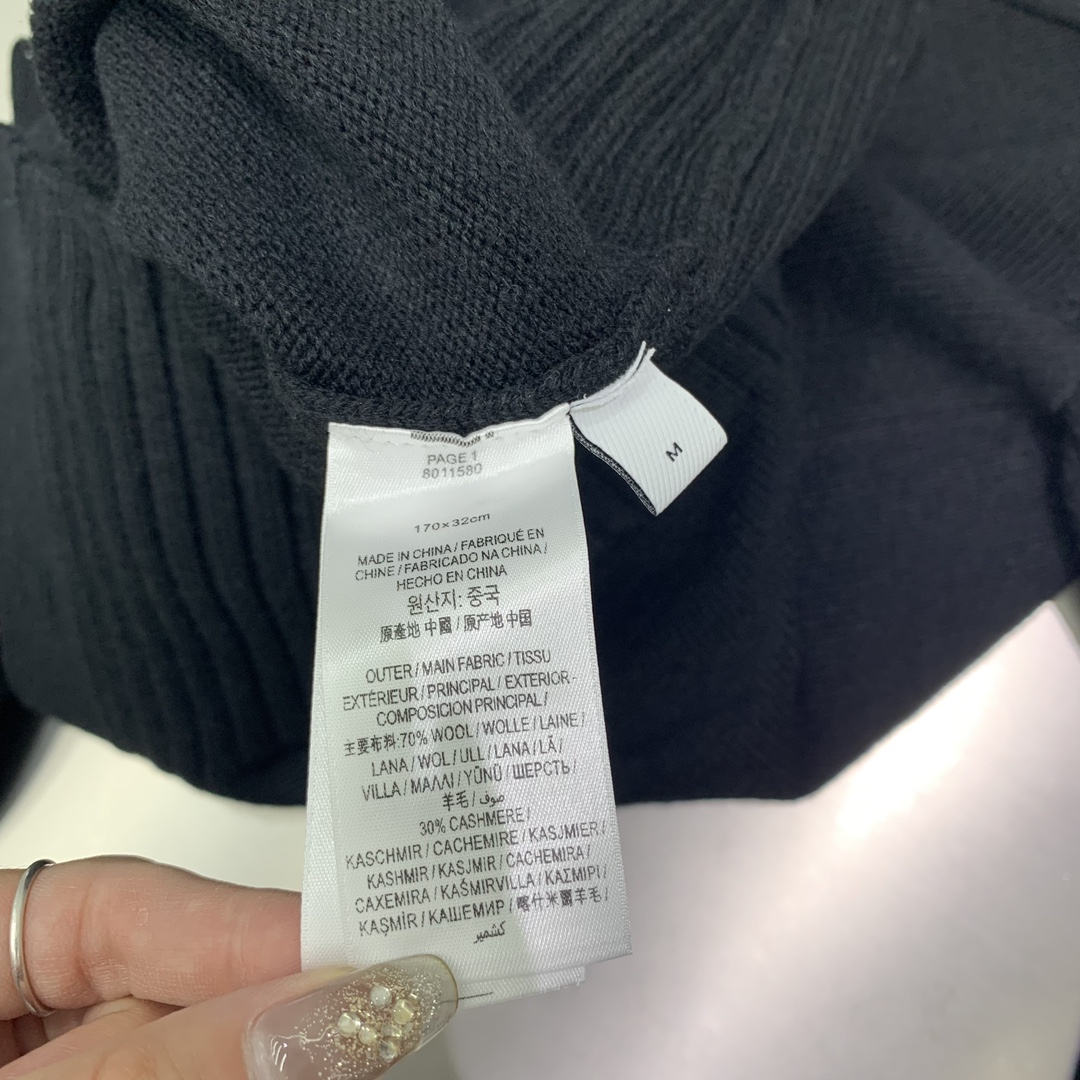 PAGE 1
8011580
170×32cm
MADE IN CHINA / FABRIQUÉ EN
CHINE / FABRICADO NA CHINA /
HECHO EN CHINA
원산지: 중국
原產地 中國 / 原产地 中国
OUTER / MAIN FABRIC / TISSU
EXTÉRIEUR / PRINCIPAL / EXTERIOR -
COMPOSICION PRINCIPAL /
主要布料:70% WOOL / WOLLE / LAINE /
LANA / WOL / ULL / LANA / LÃ /
VILLA / ΜΑΛΛΙ / YÜNÜ / ШЕРСТЬ /
羊毛 / صوف
30% CASHMERE /
KASCHMIR / CACHEMIRE / KASJMIER /
KASHMIR / KASJMIR / CACHEMIRA /
CAXEMIRA / KAŠMIRVILLA / ΚΑΣΜΙΡΙ /
KAŞMİR / КАШЕМИР / 喀什米爾羊毛 /
كشمير
M